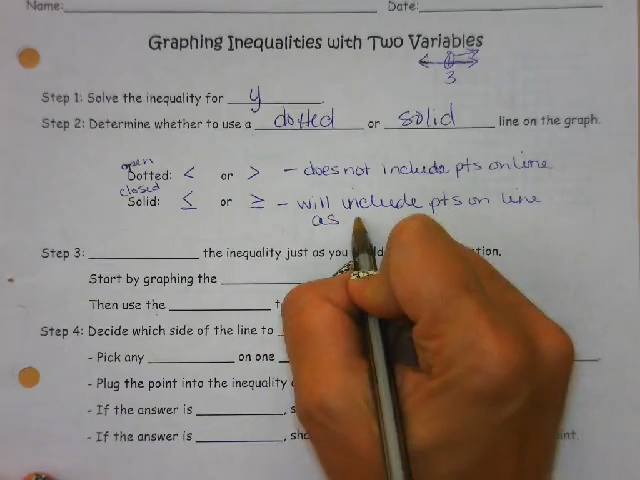 Name: Date:
Graphing Inequalities with Two Variables
3
Step 1: Solve the inequality for y
Step 2: Determine whether to use a dotted or solid line on the graph.
open
Dotted: < or > - does not include pts on line
closed
Solid: ≤ or ≥ - will include pts on line
as
Step 3: the inequality just as you
Start by graphing the
Then use the
Step 4: Decide which side of the line to
- Pick any on one
- Plug the point into the inequality
- If the answer is ,
- If the answer is ,